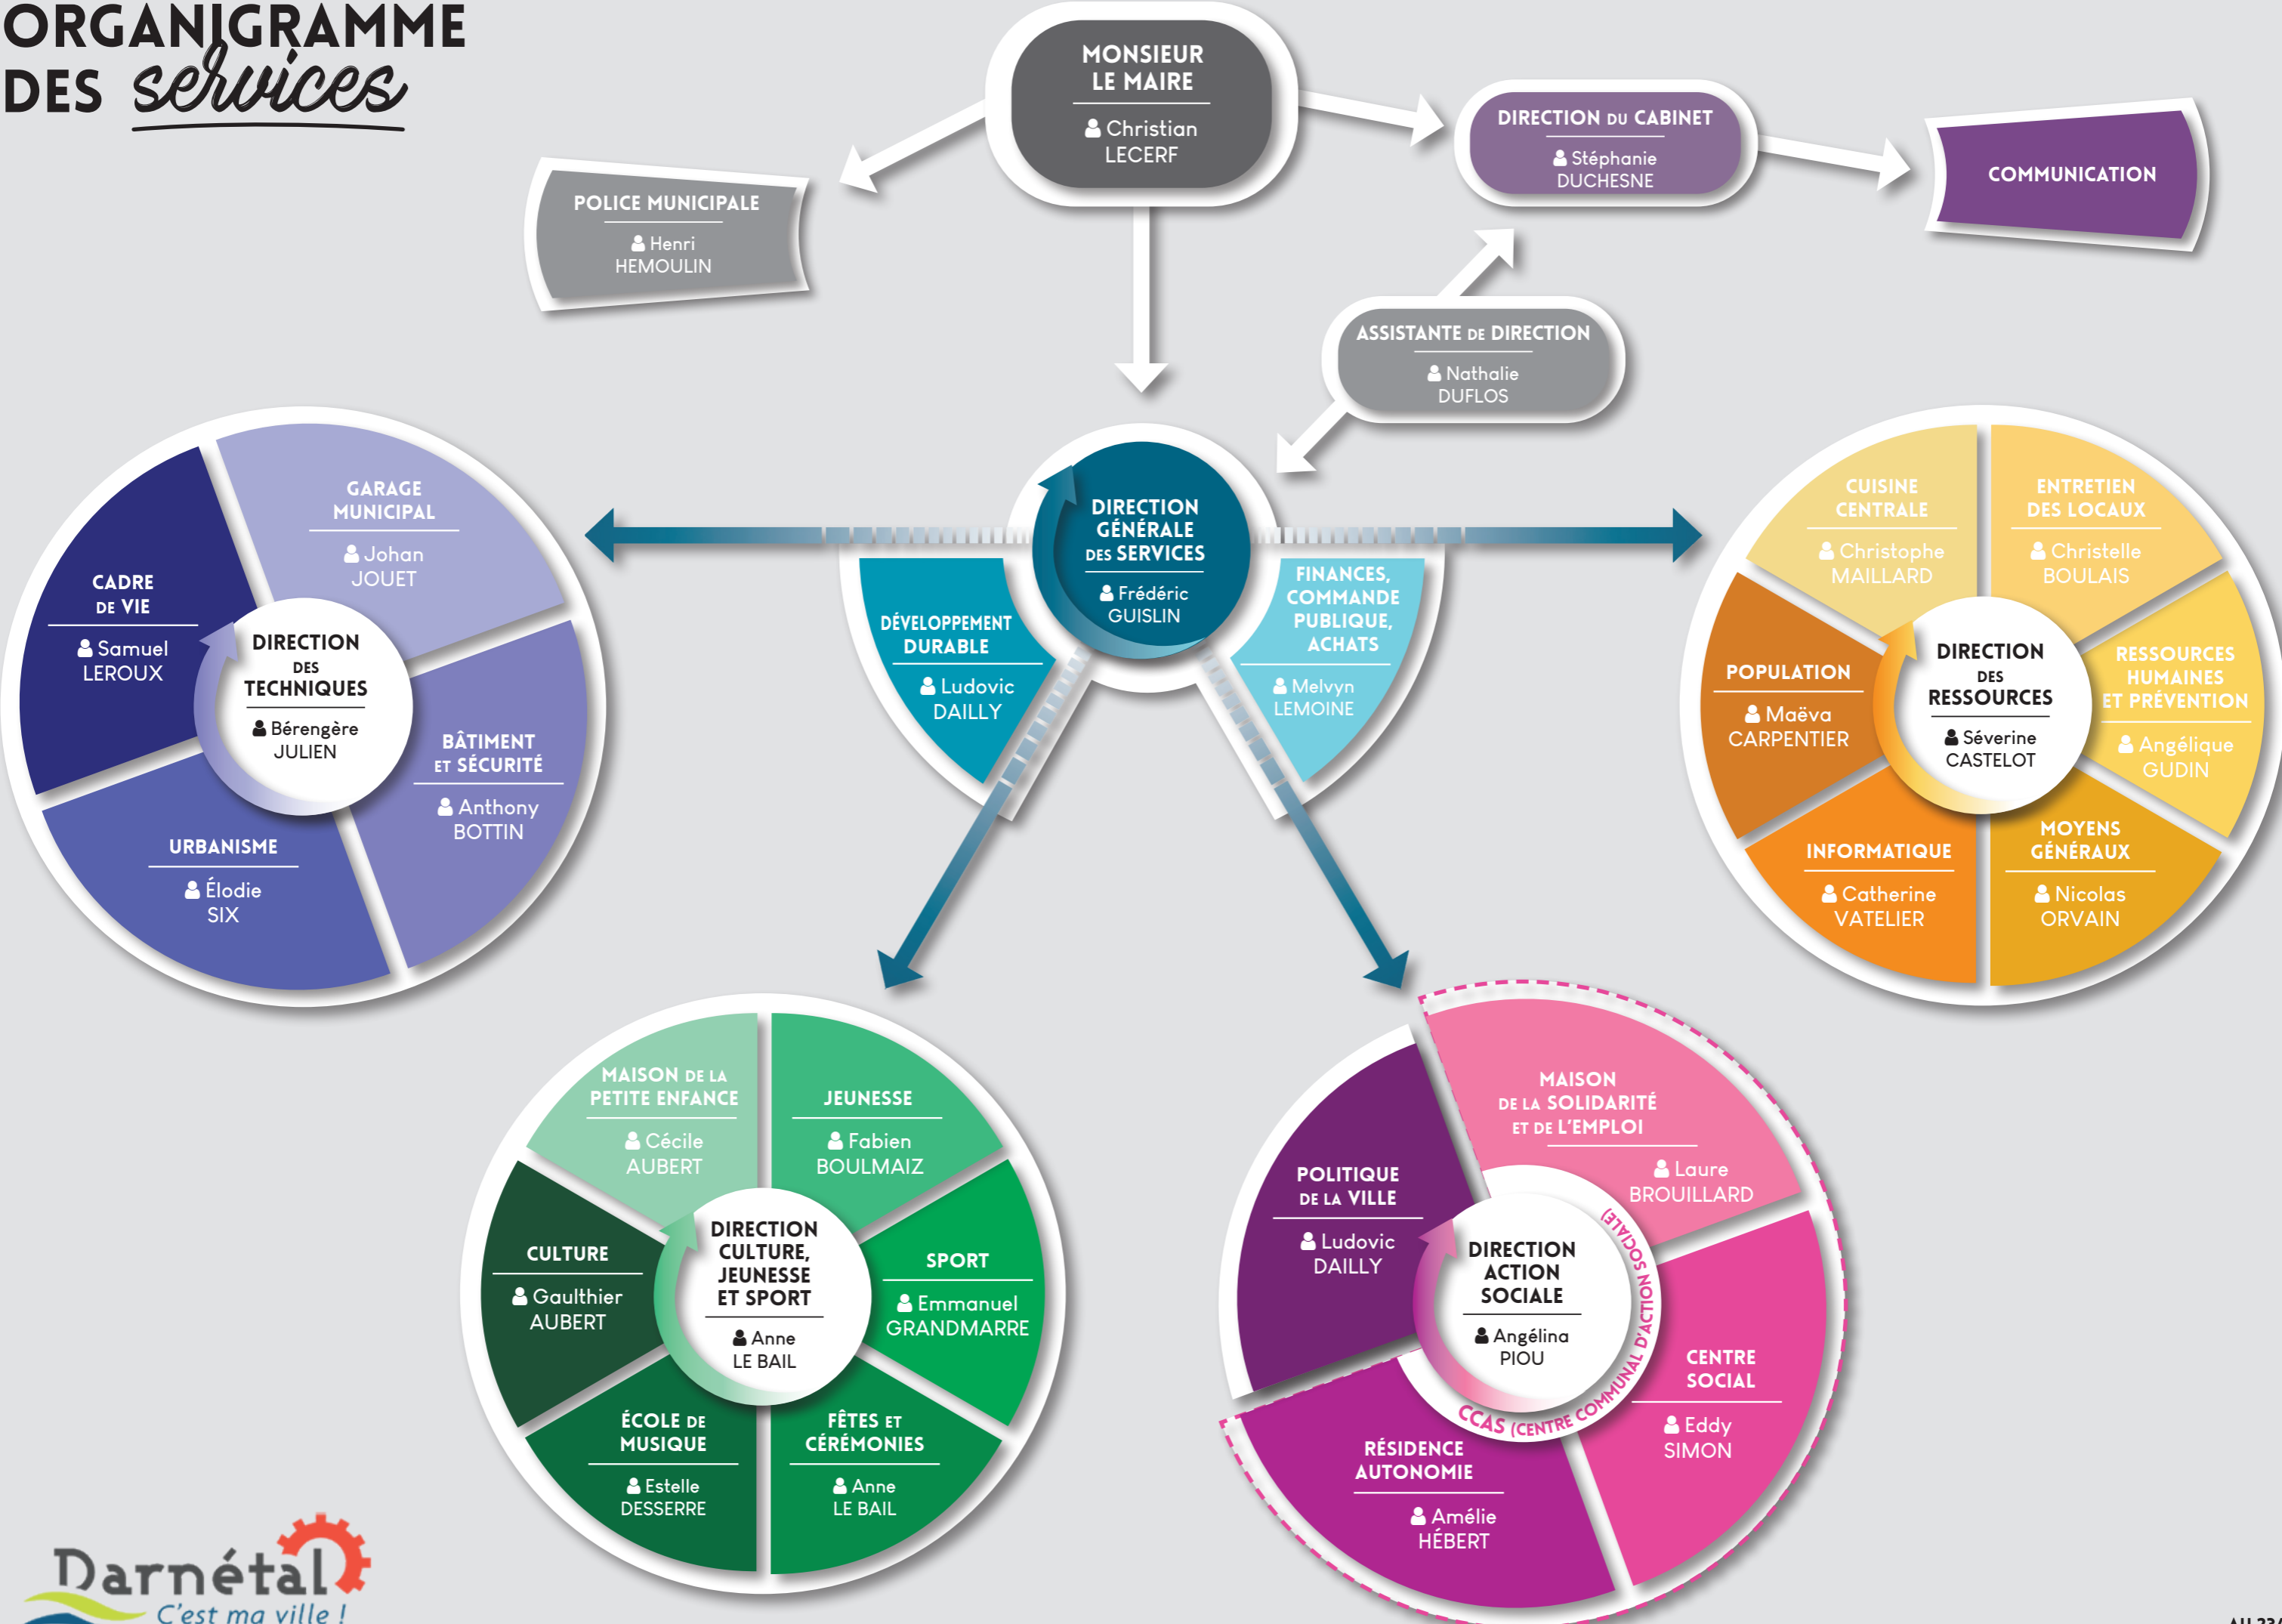 ORGANIGRAMME
DES services
MONSIEUR
LE MAIRE
Christian
LECERF
DIRECTION DU CABINET
Stéphanie
DUCHESNE
COMMUNICATION
POLICE MUNICIPALE
Henri
HEMOULIN
ASSISTANTE DE DIRECTION
Nathalie
DUFLOS
DIRECTION
GÉNÉRALE
DES SERVICES
Frédéric
GUISLIN
DÉVELOPPEMENT
DURABLE
Ludovic
DAILLY
FINANCES,
COMMANDE
PUBLIQUE,
ACHATS
Melvyn
LEMOINE
GARAGE
MUNICIPAL
Johan
JOUET
CADRE
DE VIE
Samuel
LEROUX
DIRECTION
DES
TECHNIQUES
Bérengère
JULIEN
BÂTIMENT
ET SÉCURITÉ
Anthony
BOTTIN
URBANISME
Élodie
SIX
CUISINE
CENTRALE
Christophe
MAILLARD
ENTRETIEN
DES LOCAUX
Christelle
BOULAIS
POPULATION
Maëva
CARPENTIER
DIRECTION
DES
RESSOURCES
Séverine
CASTELOT
RESSOURCES
HUMAINES
ET PRÉVENTION
Angélique
GUDIN
INFORMATIQUE
Catherine
VATELIER
MOYENS
GÉNÉRAUX
Nicolas
ORVAIN
MAISON DE LA
PETITE ENFANCE
Cécile
AUBERT
JEUNESSE
Fabien
BOULMAIZ
CULTURE
Gaulthier
AUBERT
DIRECTION
CULTURE,
JEUNESSE
ET SPORT
Anne
LE BAIL
SPORT
Emmanuel
GRANDMARRE
ÉCOLE DE
MUSIQUE
Estelle
DESSERRE
FÊTES ET
CÉRÉMONIES
Anne
LE BAIL
MAISON
DE LA SOLIDARITÉ
ET DE L'EMPLOI
Laure
BROUILLARD
POLITIQUE
DE LA VILLE
Ludovic
DAILLY
DIRECTION
ACTION
SOCIALE
Angélina
PIOU
CCAS (CENTRE COMMUNAL D'ACTION SOCIALE)
CENTRE
SOCIAL
Eddy
SIMON
RÉSIDENCE
AUTONOMIE
Amélie
HÉBERT
Darnétal
C'est ma ville !